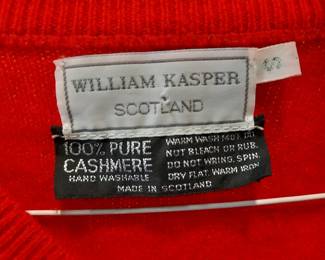 WILLIAM KASPER
SCOTLAND
100% PURE
CASHMERE
HAND WASHABLE
WARM WASH
NOT BLEACH OR RUB.
DO NOT WRING. SPIN.
DRY FLAT. WARM IRON
MADE IN SCOTLAND